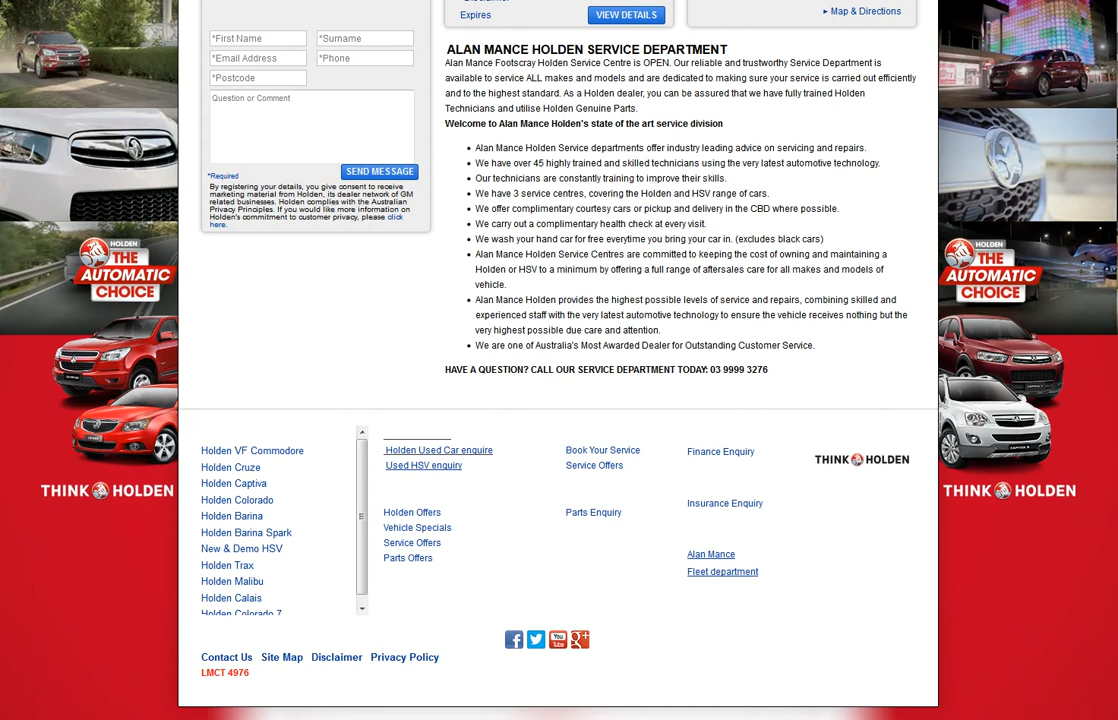 Expires
VIEW DETAILS
▸ Map & Directions
*First Name
*Surname
*Email Address
*Phone
*Postcode
Question or Comment
SEND MESSAGE
*Required
By registering your details, you give consent to receive
marketing material from Holden, its dealer network of GM
related businesses. Holden complies with the Australian
Privacy Principles. If you would like more information on
Holden's commitment to customer privacy, please click
here.
ALAN MANCE HOLDEN SERVICE DEPARTMENT
Alan Mance Footscray Holden Service Centre is OPEN. Our reliable and trustworthy Service Department is
available to service ALL makes and models and are dedicated to making sure your service is carried out efficiently
and to the highest standard. As a Holden dealer, you can be assured that we have fully trained Holden
Technicians and utilise Holden Genuine Parts.
Welcome to Alan Mance Holden's state of the art service division
• Alan Mance Holden Service departments offer industry leading advice on servicing and repairs.
• We have over 45 highly trained and skilled technicians using the very latest automotive technology.
• Our technicians are constantly training to improve their skills.
• We have 3 service centres, covering the Holden and HSV range of cars.
• We offer complimentary courtesy cars or pickup and delivery in the CBD where possible.
• We carry out a complimentary health check at every visit.
• We wash your hand car for free everytime you bring your car in. (excludes black cars)
• Alan Mance Holden Service Centres are committed to keeping the cost of owning and maintaining a
Holden or HSV to a minimum by offering a full range of aftersales care for all makes and models of
vehicle.
• Alan Mance Holden provides the highest possible levels of service and repairs, combining skilled and
experienced staff with the very latest automotive technology to ensure the vehicle receives nothing but the
very highest possible due care and attention.
• We are one of Australia's Most Awarded Dealer for Outstanding Customer Service.
HAVE A QUESTION? CALL OUR SERVICE DEPARTMENT TODAY: 03 9999 3276
HOLDEN
THE
AUTOMATIC
CHOICE
THINK HOLDEN
HOLDEN
THE
AUTOMATIC
CHOICE
THINK HOLDEN
Holden VF Commodore
Holden Cruze
Holden Captiva
Holden Colorado
Holden Barina
Holden Barina Spark
New & Demo HSV
Holden Trax
Holden Malibu
Holden Calais
Holden Colorado 7
Holden Used Car enquire
Used HSV enquiry
Holden Offers
Vehicle Specials
Service Offers
Parts Offers
Book Your Service
Service Offers
Parts Enquiry
Finance Enquiry
Insurance Enquiry
Alan Mance
Fleet department
THINK HOLDEN
You
Tube
Contact Us Site Map Disclaimer Privacy Policy
LMCT 4976